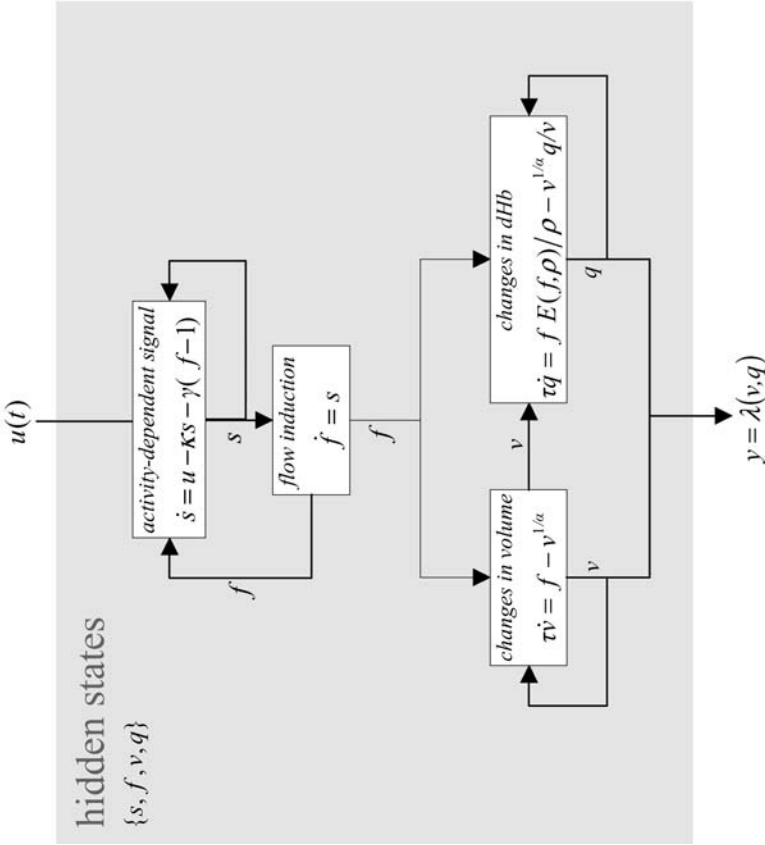 u(t)
hidden states
{s, f, v, q}
activity-dependent signal
ṡ = u − κs − γ( f − 1)
s
f
flow induction
ḟ = s
f
changes in volume
τv̇ = f − v^{1/α}
v
v
changes in dHb
τq̇ = f E(f,ρ)/ρ − v^{1/α} q/v
q
y = λ(v,q)